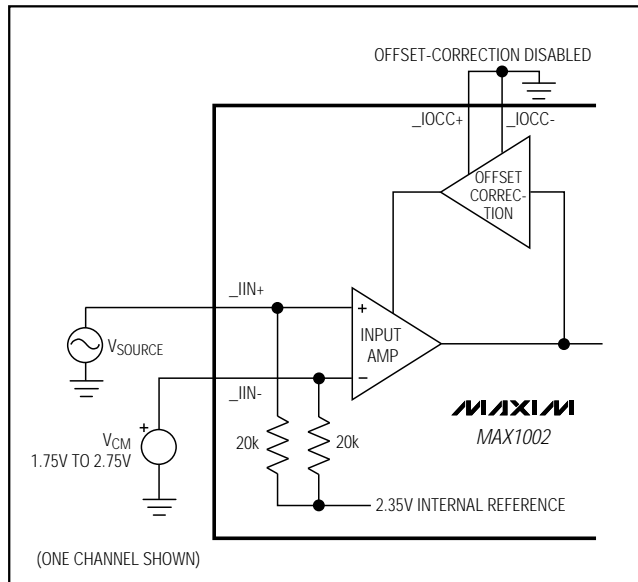 OFFSET-CORRECTION DISABLED
_IOCC+
_IOCC-
OFFSET
CORREC-
TION
_IIN+
+
INPUT
AMP
−
VSOURCE
_IIN-
+
VCM
1.75V TO 2.75V
20k
20k
MAXIM
MAX1002
2.35V INTERNAL REFERENCE
(ONE CHANNEL SHOWN)